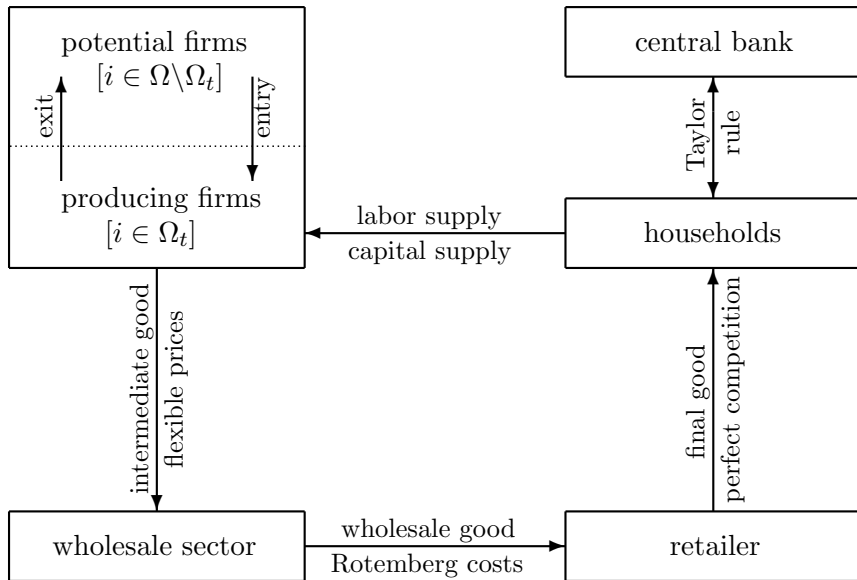 potential firms
[i ∈ Ω\Ω_t]
exit
entry
producing firms
[i ∈ Ω_t]
central bank
Taylor
rule
labor supply
capital supply
households
intermediate good
flexible prices
final good
perfect competition
wholesale sector
wholesale good
Rotemberg costs
retailer